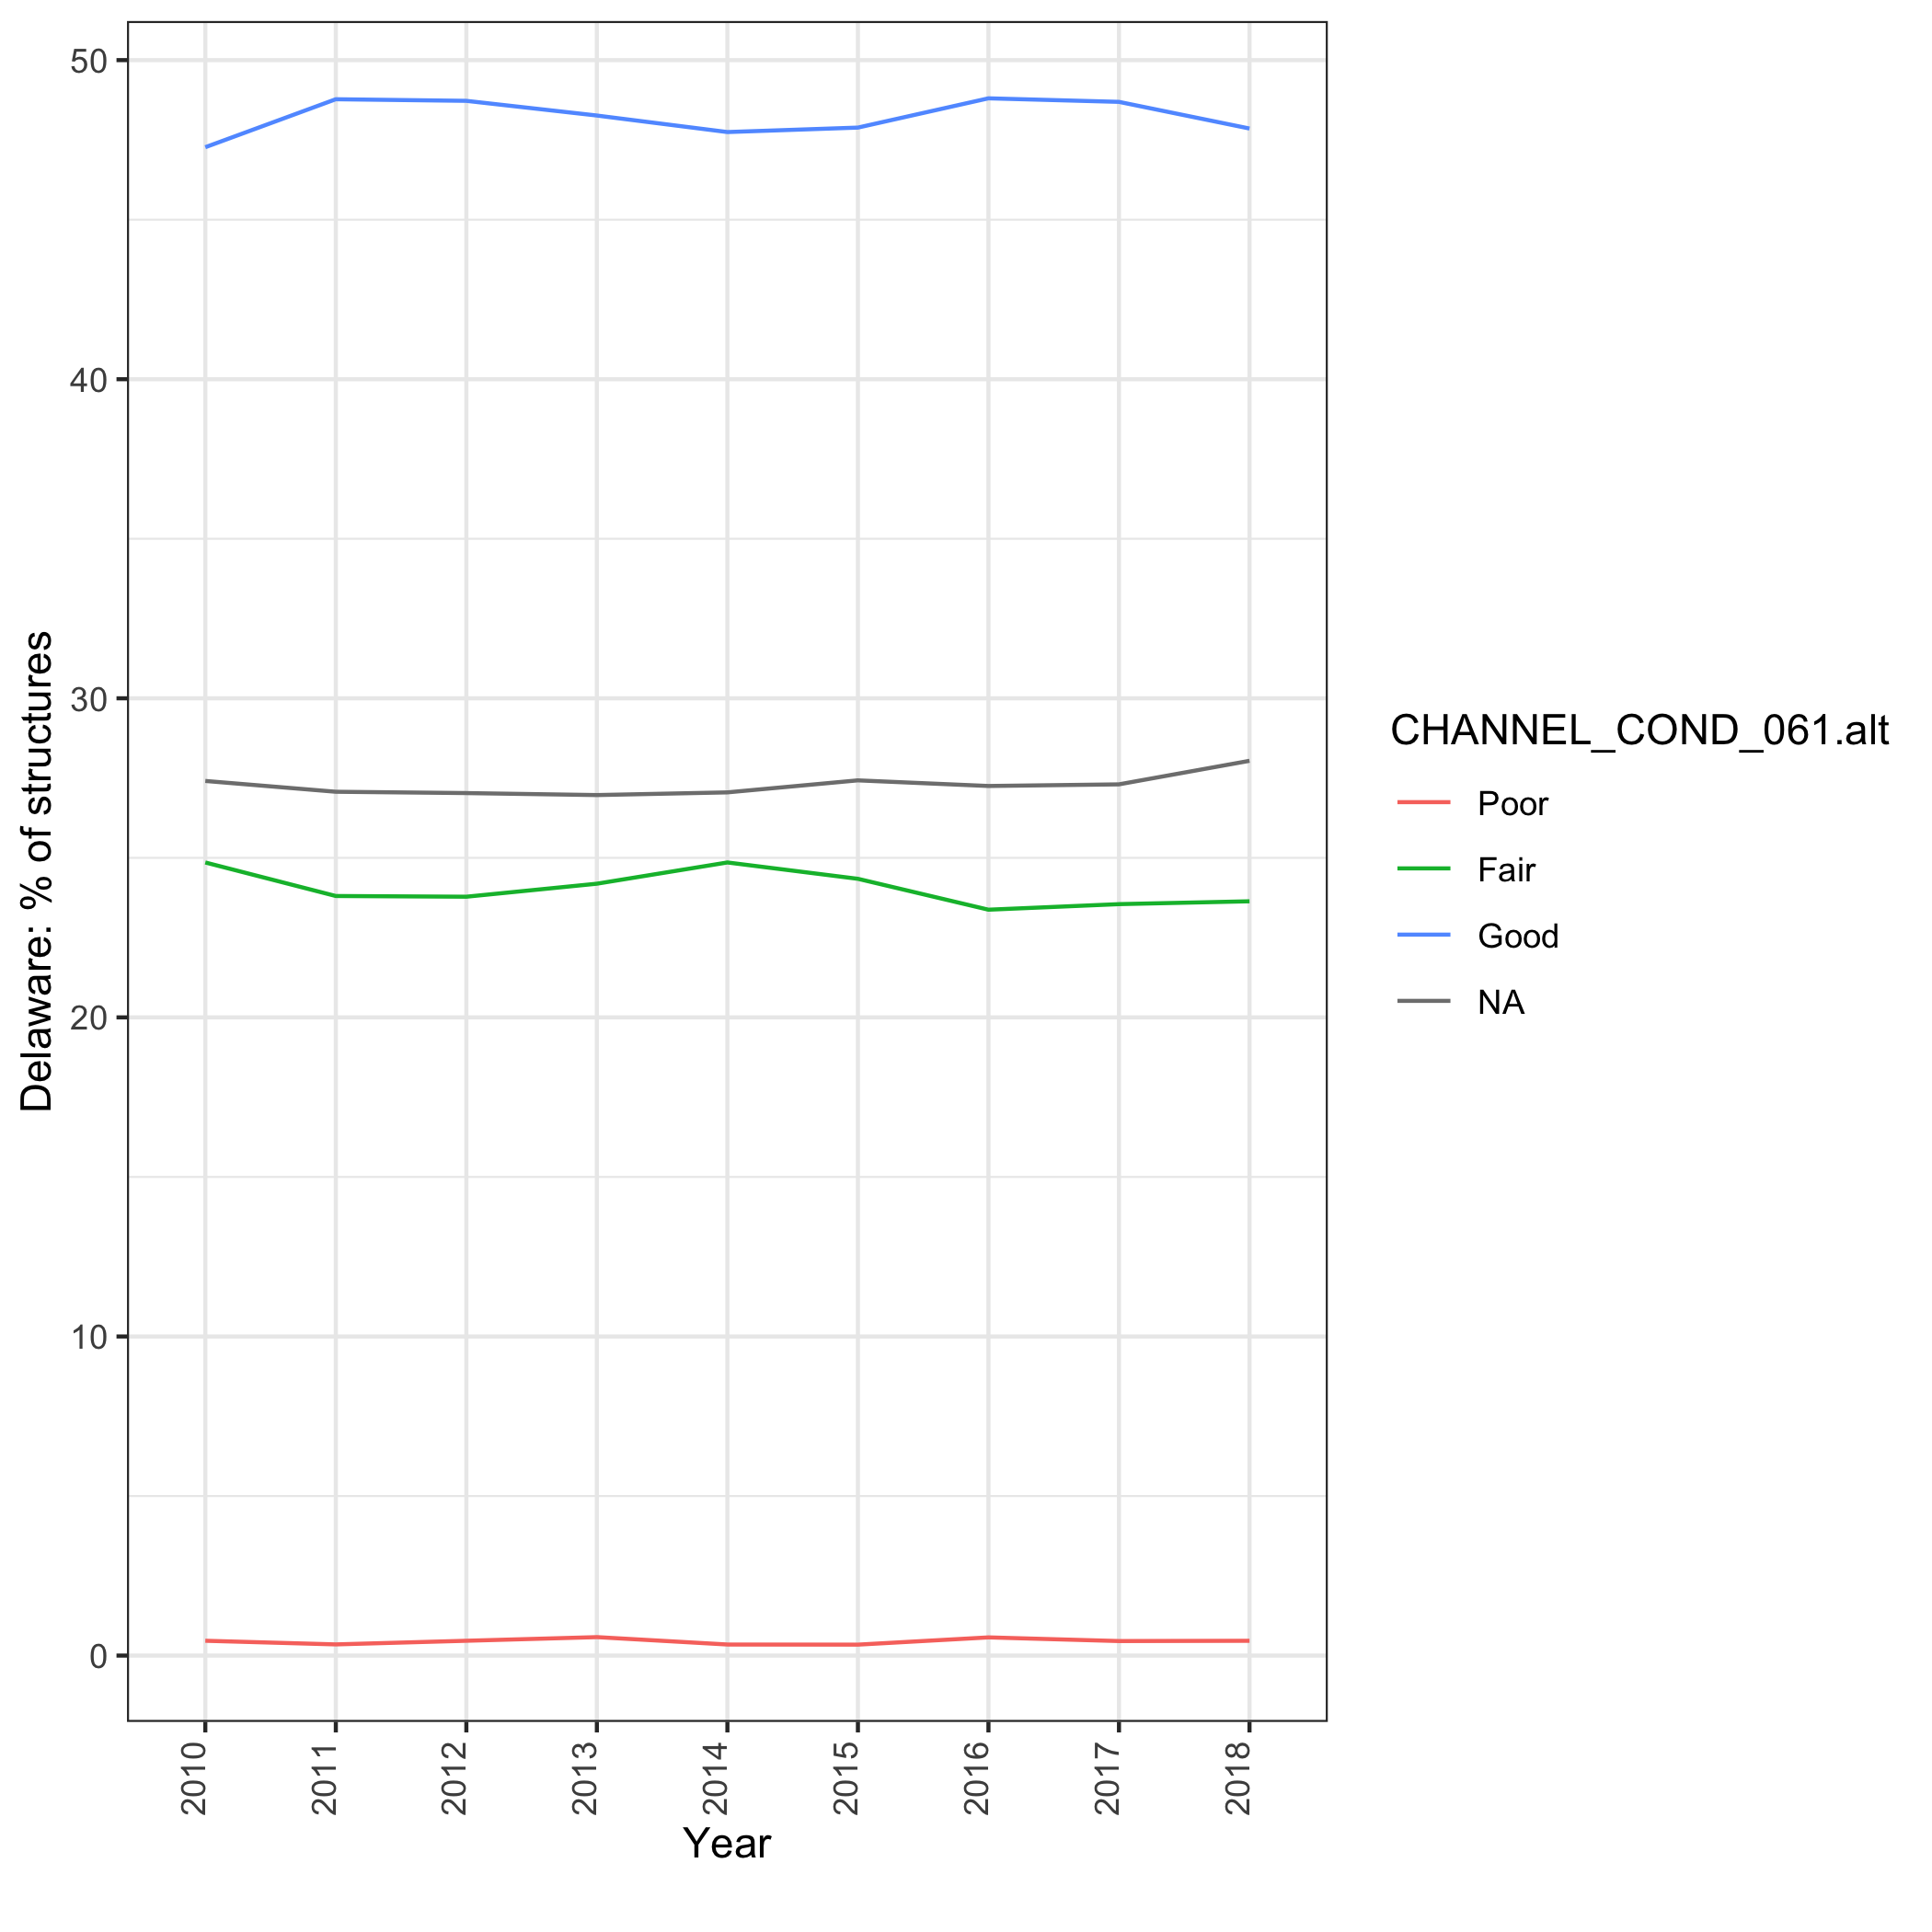 Delaware: % of structures
50
40
30
20
10
0
2010
2011
2012
2013
2014
2015
2016
2017
2018
Year
CHANNEL_COND_061.alt
Poor
Fair
Good
NA